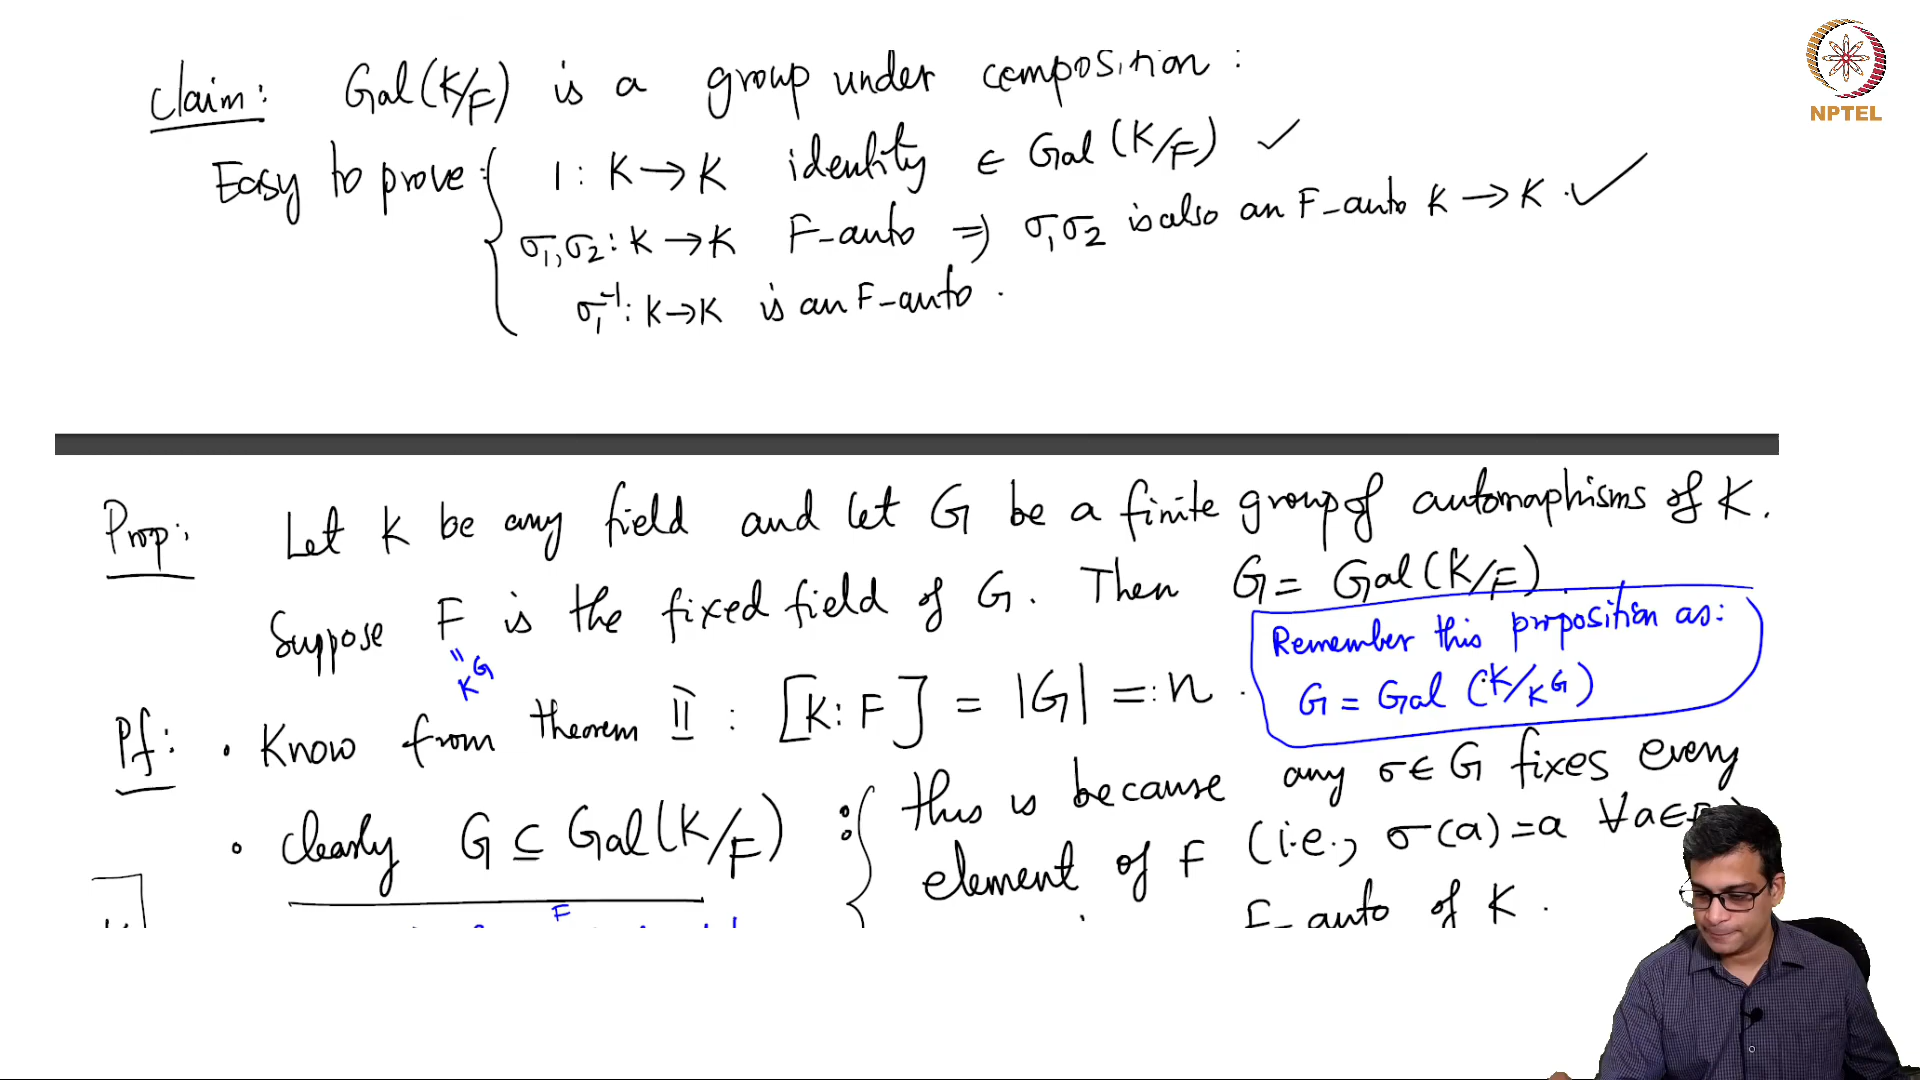 NPTEL
Claim: Gal(K/F) is a group under composition:
Easy to prove: 1: K → K identity ∈ Gal(K/F) ✓
σ₁,σ₂: K → K F-auto ⇒ σ₁σ₂ is also an F-auto K → K. ✓
σ₁⁻¹: K → K is an F-auto.
Prop: Let K be any field and let G be a finite group of automorphisms of K.
Suppose F is the fixed field of G. Then G = Gal(K/F)
"
K^G
Remember this proposition as:
G = Gal (K/K^G)
Pf: • Know from theorem II : [K:F] = |G| =: n.
• Clearly G ⊆ Gal(K/F) : { this is because any σ ∈ G fixes every
element of F (i.e., σ(a)=a ∀a∈
F-auto of K.
F